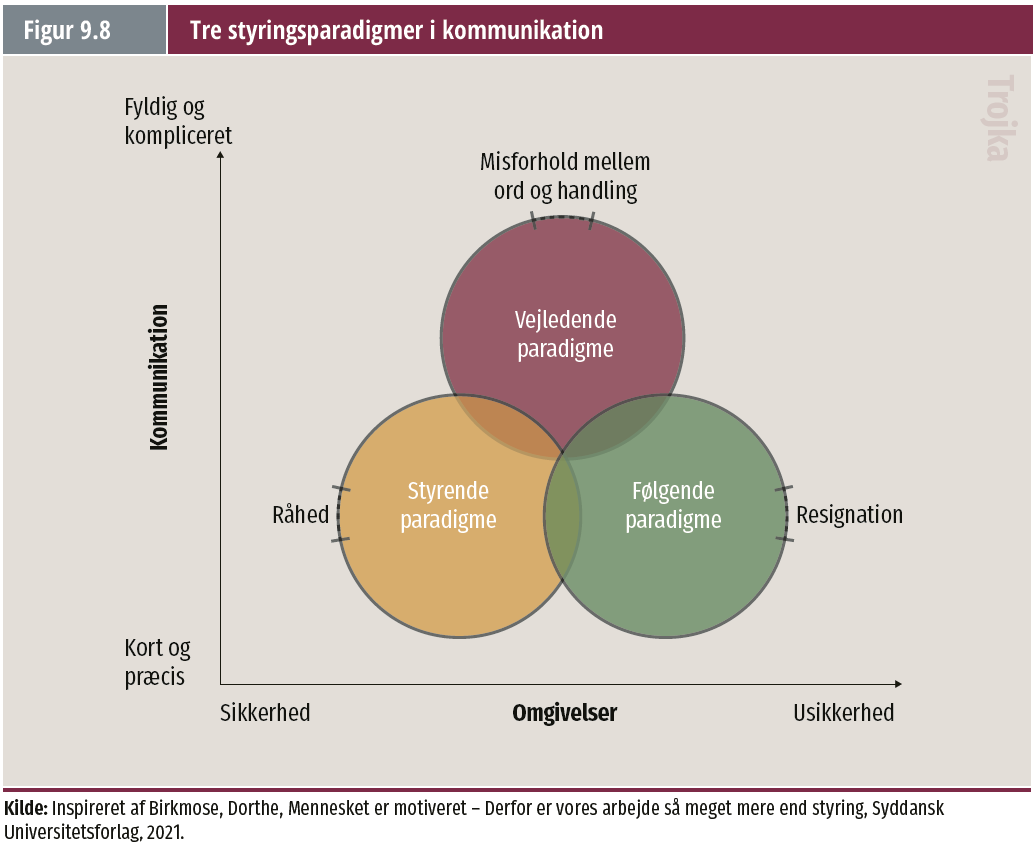 Figur 9.8
Tre styringsparadigmer i kommunikation
Trojka
Fyldig og
kompliceret
Misforhold mellem
ord og handling
Vejledende
paradigme
Kommunikation
Styrende
paradigme
Følgende
paradigme
Råhed
Resignation
Kort og
præcis
Sikkerhed
Omgivelser
Usikkerhed
Kilde: Inspireret af Birkmose, Dorthe, Mennesket er motiveret – Derfor er vores arbejde så meget mere end styring, Syddansk
Universitetsforlag, 2021.